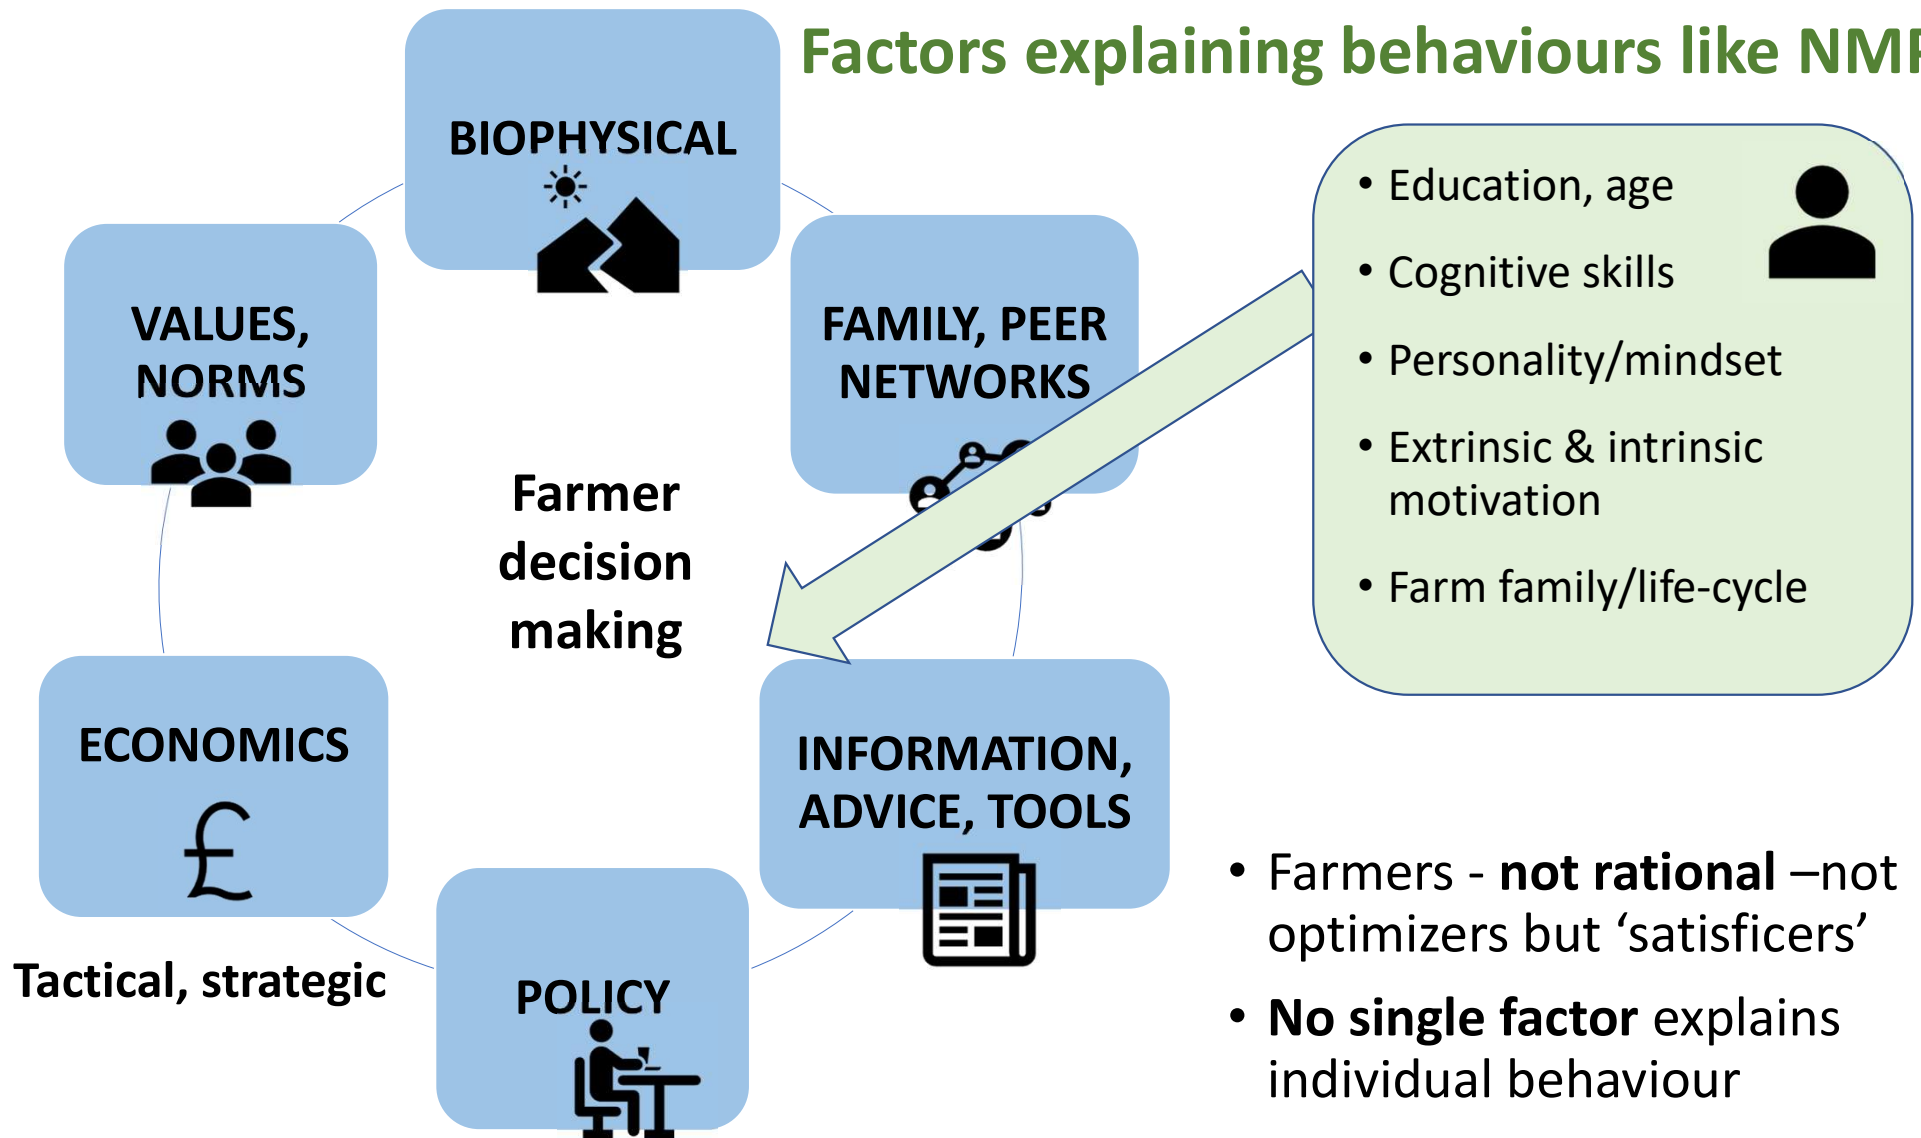 Factors explaining behaviours like NM
BIOPHYSICAL
VALUES,
NORMS
FAMILY, PEER
NETWORKS
Farmer
decision
making
ECONOMICS
£
INFORMATION,
ADVICE, TOOLS
Tactical, strategic
POLICY
• Education, age
• Cognitive skills
• Personality/mindset
• Extrinsic & intrinsic
motivation
• Farm family/life-cycle
• Farmers - not rational –not
optimizers but ‘satisficers’
• No single factor explains
individual behaviour